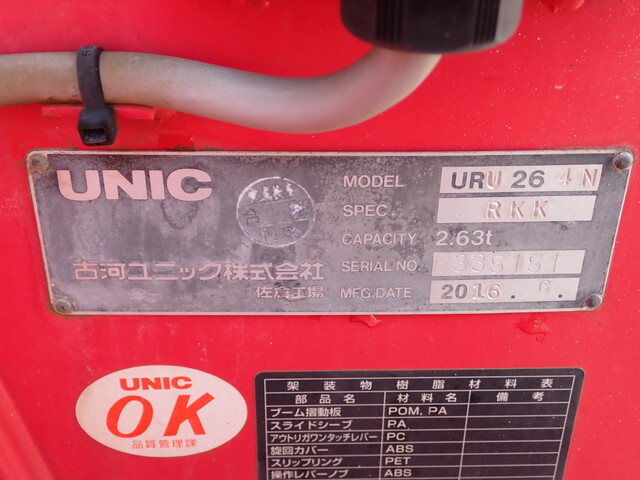 UNIC
MODEL URU 26 4 N
SPEC. RKK
CAPACITY 2.63t
古河ユニック株式会社
SERIAL NO. 335151
佐倉工場 MFG.DATE 2016. 6.
UNIC
OK
品質管理課
架装物樹脂材料表
部品名 材料名 備考
ブーム摺動板 POM, PA
スライドシーブ PA
アウトリガワンタッチレバー PC
旋回カバー ABS
スリップリング PET
操作レバーノブ ABS